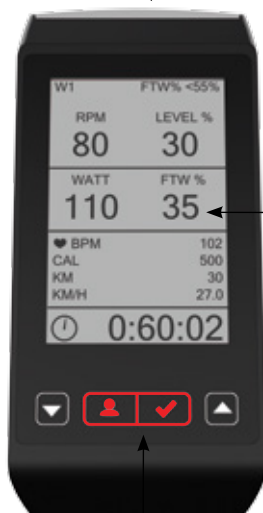 W1 FTW% <55%
RPM LEVEL %
80 30
WATT FTW %
110 35
BPM 102
CAL 500
KM 30
KM/H 27.0
0:60:02